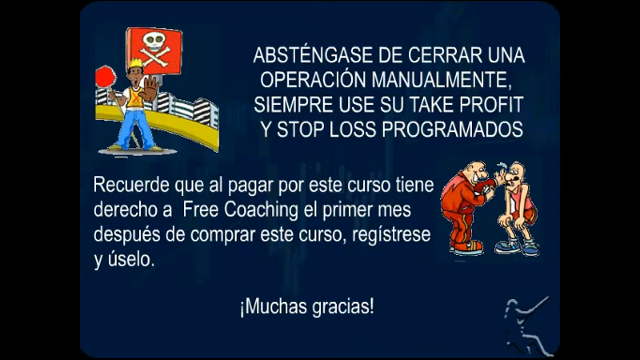 ABSTÉNGASE DE CERRAR UNA
OPERACIÓN MANUALMENTE,
SIEMPRE USE SU TAKE PROFIT
Y STOP LOSS PROGRAMADOS
Recuerde que al pagar por este curso tiene
derecho a Free Coaching el primer mes
después de comprar este curso, regístrese
y úselo.
¡Muchas gracias!